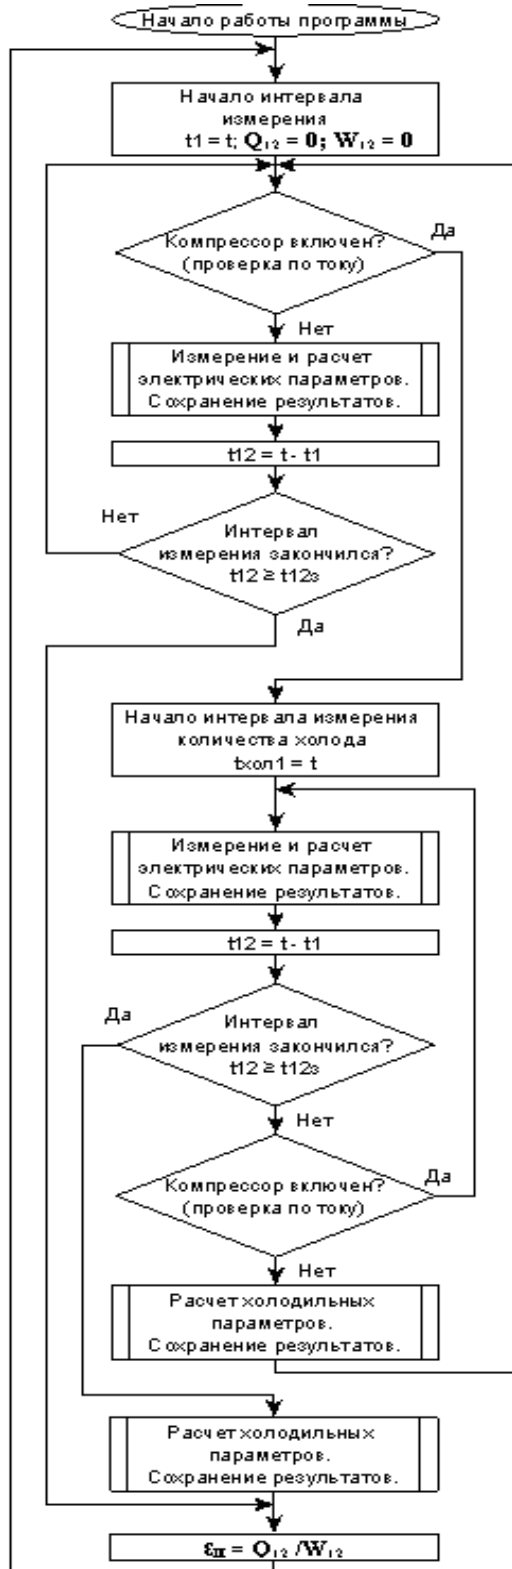 Начало работы программы
Начало интервала
измерения
t1 = t; Q₁₂ = 0; W₁₂ = 0
Да
Компрессор включен?
(проверка по току)
Нет
Измерение и расчет
электрических параметров.
Сохранение результатов.
t12 = t - t1
Нет
Интервал
измерения закончился?
t12 ≥ t12з
Да
Начало интервала измерения
количества холода
tхол1 = t
Измерение и расчет
электрических параметров.
Сохранение результатов.
t12 = t - t1
Да
Интервал
измерения закончился?
t12 ≥ t12з
Нет
Компрессор включен?
(проверка по току)
Да
Нет
Расчет холодильных
параметров.
Сохранение результатов.
Расчет холодильных
параметров.
Сохранение результатов.
= Q₁₂ /W₁₂